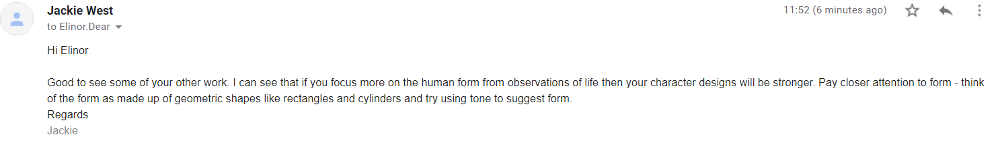 Jackie West
11:52 (6 minutes ago)
to Elinor.Dear
Hi Elinor
Good to see some of your other work. I can see that if you focus more on the human form from observations of life then your character designs will be stronger. Pay closer attention to form - think
of the form as made up of geometric shapes like rectangles and cylinders and try using tone to suggest form.
Regards
Jackie